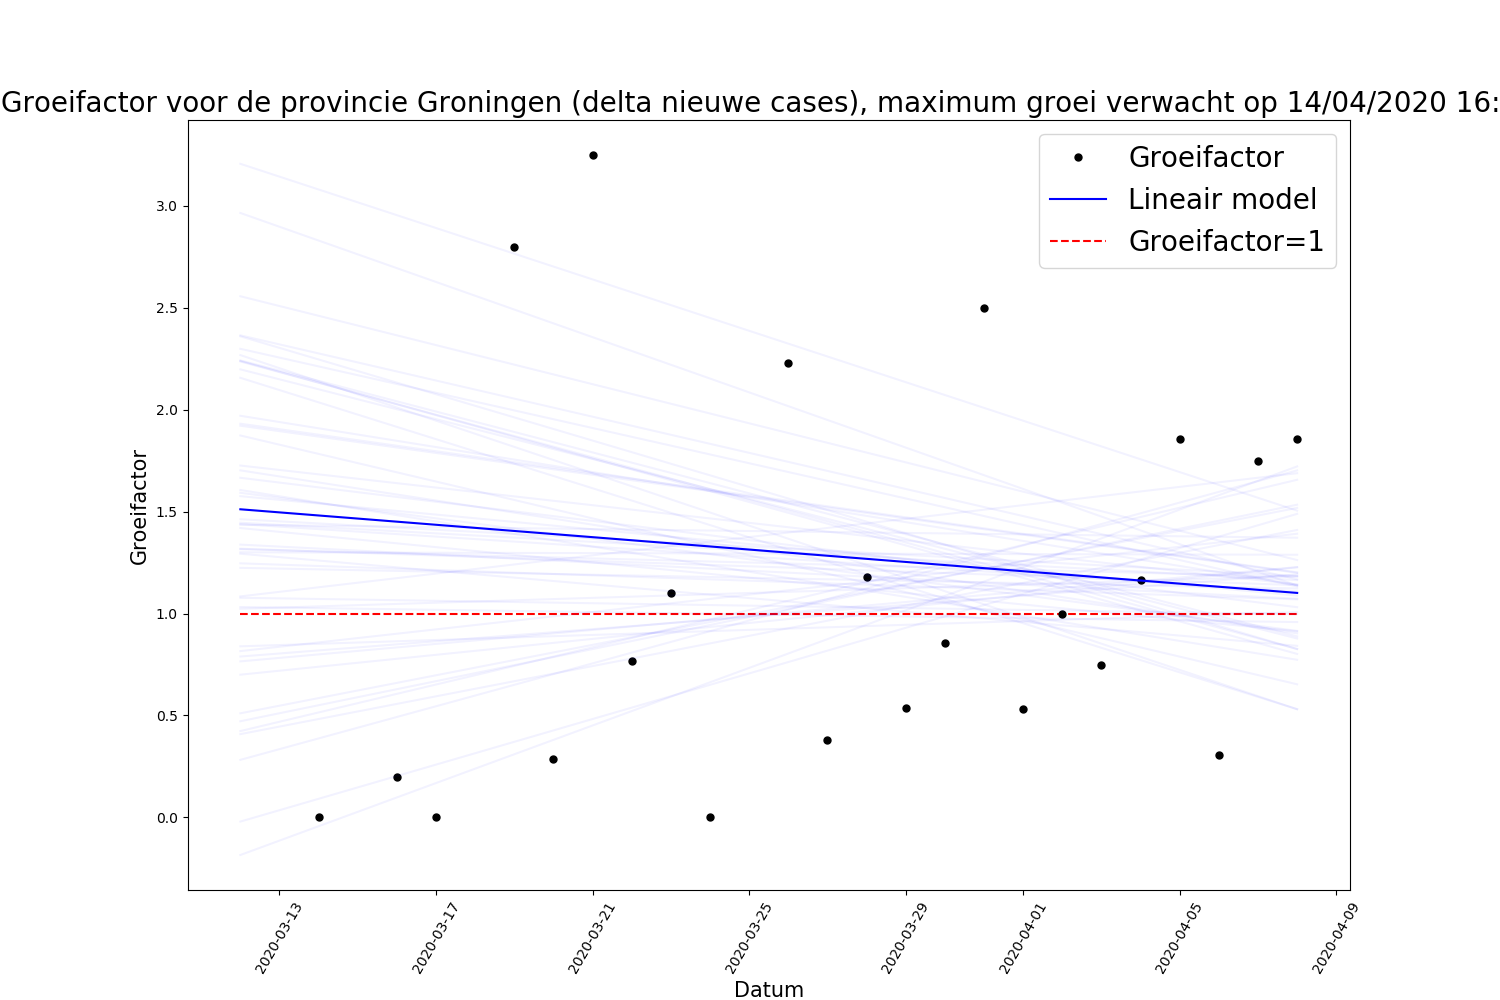 Groeifactor voor de provincie Groningen (delta nieuwe cases), maximum groei verwacht op 14/04/2020 16:
Groeifactor
Lineair model
Groeifactor=1
Groeifactor
3.0
2.5
2.0
1.5
1.0
0.5
0.0
2020-03-13
2020-03-17
2020-03-21
2020-03-25
2020-03-29
2020-04-01
2020-04-05
2020-04-09
Datum